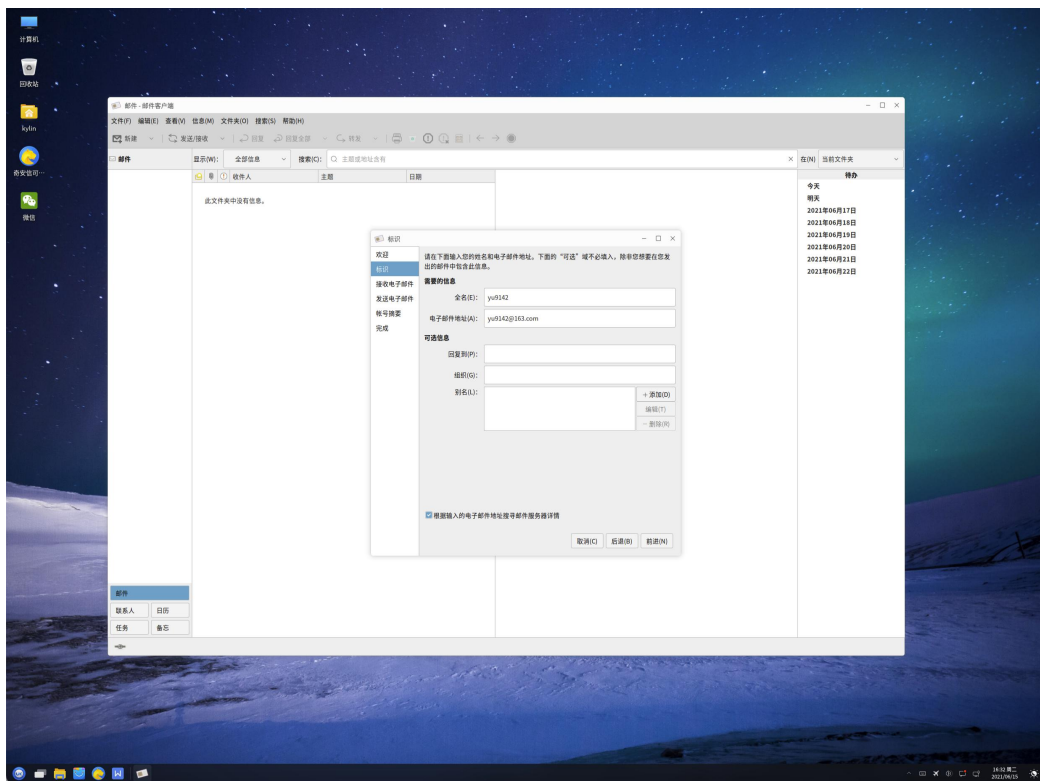 计算机
回收站
kylin
奇安信可…
微信
邮件 - 邮件客户端
文件(F) 编辑(E) 查看(V) 信息(M) 文件夹(O) 搜索(S) 帮助(H)
新建 发送/接收 回复 回复全部 转发
邮件 显示(W): 全部信息 搜索(C): 主题或地址含有 在(N) 当前文件夹
收件人 主题 日期 待办
此文件夹中没有信息。
今天
明天
2021年06月17日
2021年06月18日
2021年06月19日
2021年06月20日
2021年06月21日
2021年06月22日
标识
欢迎
标识
接收电子邮件
发送电子邮件
帐号摘要
完成
请在下面输入您的姓名和电子邮件地址。下面的“可选”域不必填入，除非您想要在您发
出的邮件中包含此信息。
需要的信息
全名(E): yu9142
电子邮件地址(A): yu9142@163.com
可选信息
回复到(P):
组织(G):
别名(L):
+ 添加(D)
编辑(T)
- 删除(R)
根据输入的电子邮件地址搜寻邮件服务器详情
取消(C) 后退(B) 前进(N)
邮件
联系人 日历
任务 备忘
16:32 周二
2021/06/15